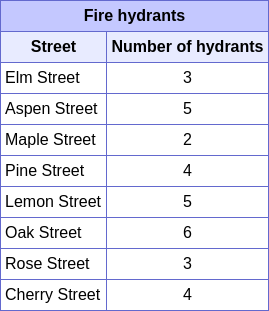 Fire hydrants
Street Number of hydrants
Elm Street 3
Aspen Street 5
Maple Street 2
Pine Street 4
Lemon Street 5
Oak Street 6
Rose Street 3
Cherry Street 4